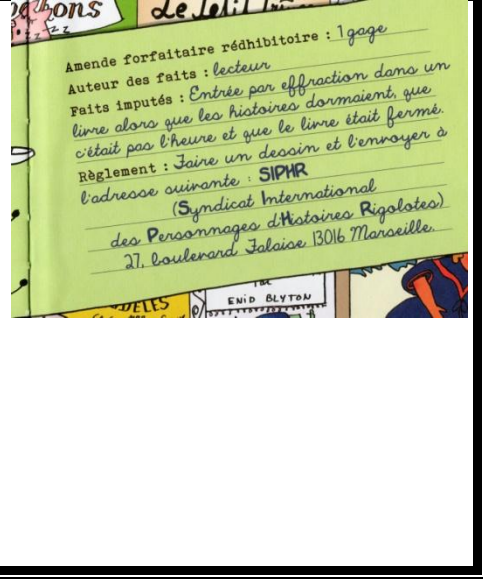 Le Petit
z z z
Amende forfaitaire rédhibitoire : 1 gage
Auteur des faits : lecteur
Faits imputés : Entrée par effraction dans un
livre alors que les histoires dormaient, que
c'était pas l'heure et que le livre était fermé.
Règlement : Faire un dessin et l'envoyer à
l'adresse suivante : SIPHR
(Syndicat International
des Personnages d'Histoires Rigolotes)
27, boulevard Falaise 13016 Marseille.
ENID BLYTON